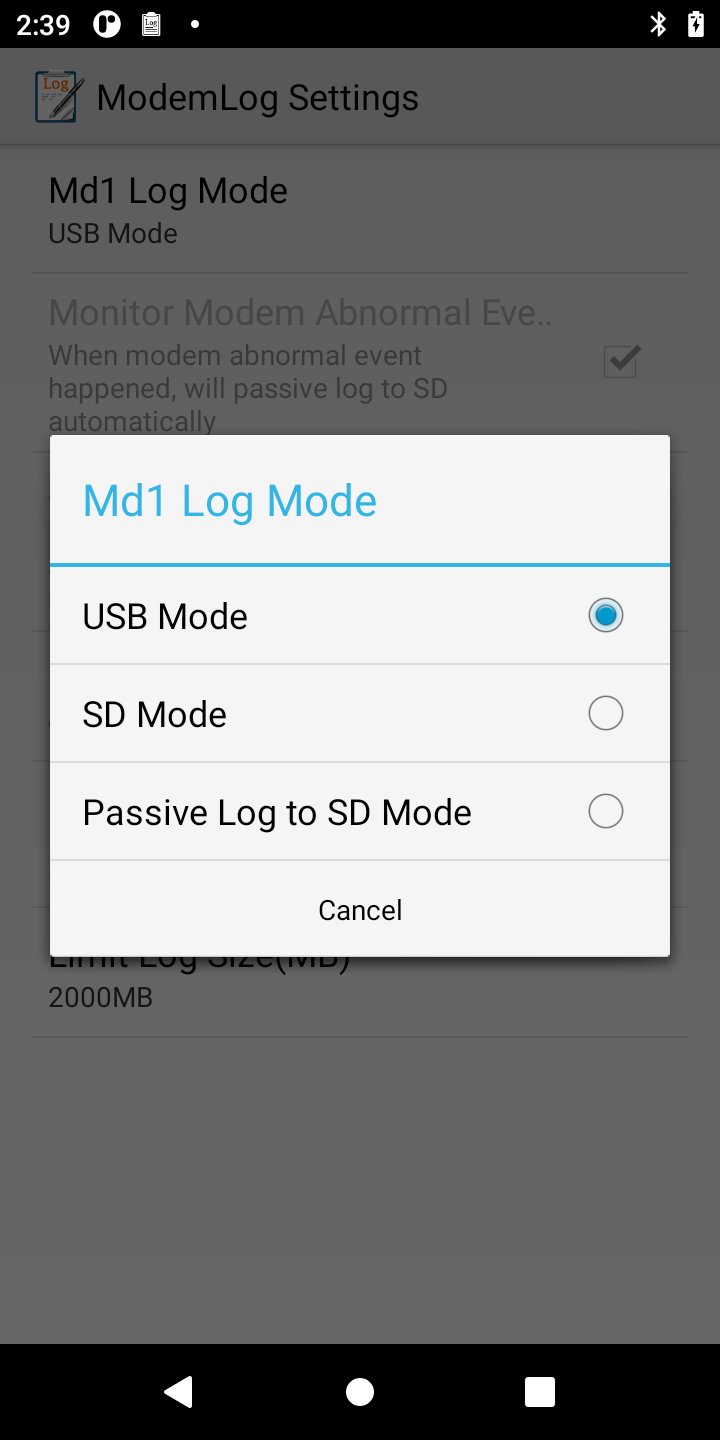 2:39
Log
Log
ModemLog Settings
Md1 Log Mode
USB Mode
Monitor Modem Abnormal Eve..
When modem abnormal event
happened, will passive log to SD
automatically
Md1 Log Mode
USB Mode
SD Mode
Passive Log to SD Mode
Cancel
Limit Log Size(MB)
2000MB